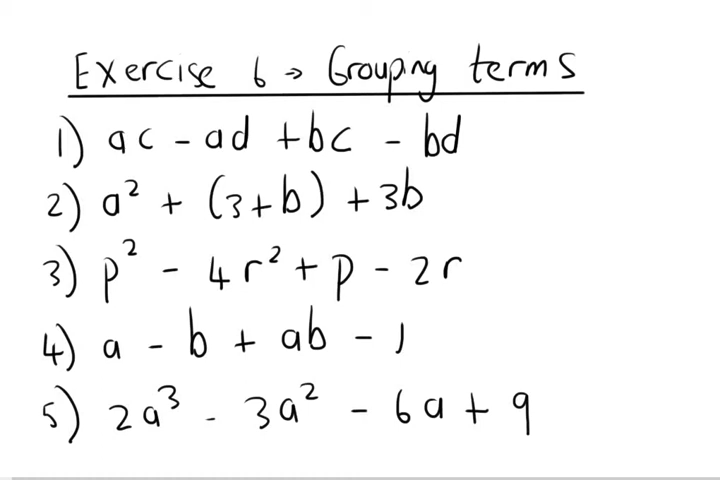 Exercise 6 → Grouping terms
1) ac - ad + bc - bd
2) a² + (3+b) + 3b
3) p² - 4r² + p - 2r
4) a - b + ab - 1
5) 2a³ - 3a² - 6a + 9